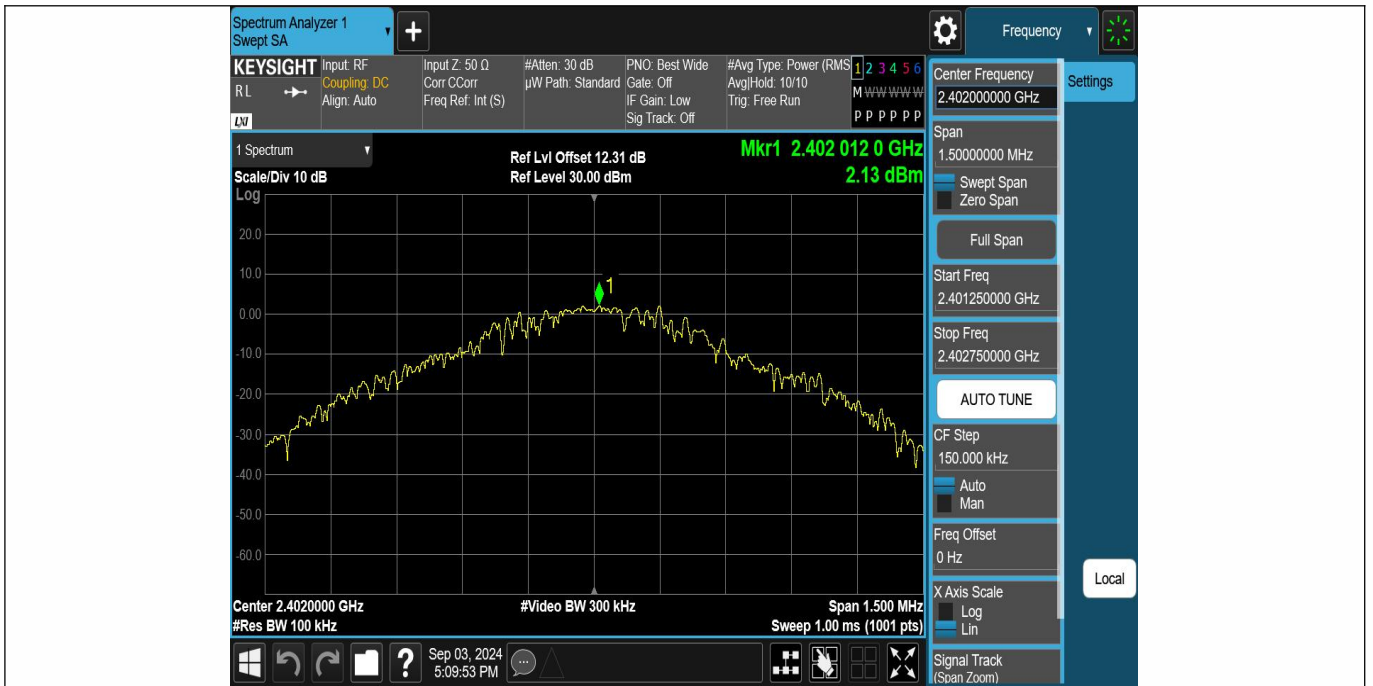 Spectrum Analyzer 1
Swept SA
Frequency
KEYSIGHT
RL
LXI
Input: RF
Coupling: DC
Align: Auto
Input Z: 50 Ω
Corr CCorr
Freq Ref: Int (S)
#Atten: 30 dB
µW Path: Standard
PNO: Best Wide
Gate: Off
IF Gain: Low
Sig Track: Off
#Avg Type: Power (RMS
Avg|Hold: 10/10
Trig: Free Run
1 2 3 4 5 6
M W W W W W
P P P P P P
1 Spectrum
Scale/Div 10 dB
Ref Lvl Offset 12.31 dB
Ref Level 30.00 dBm
Mkr1 2.402 012 0 GHz
2.13 dBm
Log
20.0
10.0
0.00
-10.0
-20.0
-30.0
-40.0
-50.0
-60.0
1
Center 2.4020000 GHz
#Res BW 100 kHz
#Video BW 300 kHz
Span 1.500 MHz
Sweep 1.00 ms (1001 pts)
Center Frequency
2.402000000 GHz
Settings
Span
1.50000000 MHz
Swept Span
Zero Span
Full Span
Start Freq
2.401250000 GHz
Stop Freq
2.402750000 GHz
AUTO TUNE
CF Step
150.000 kHz
Auto
Man
Freq Offset
0 Hz
X Axis Scale
Log
Lin
Local
Signal Track
(Span Zoom)
?
Sep 03, 2024
5:09:53 PM